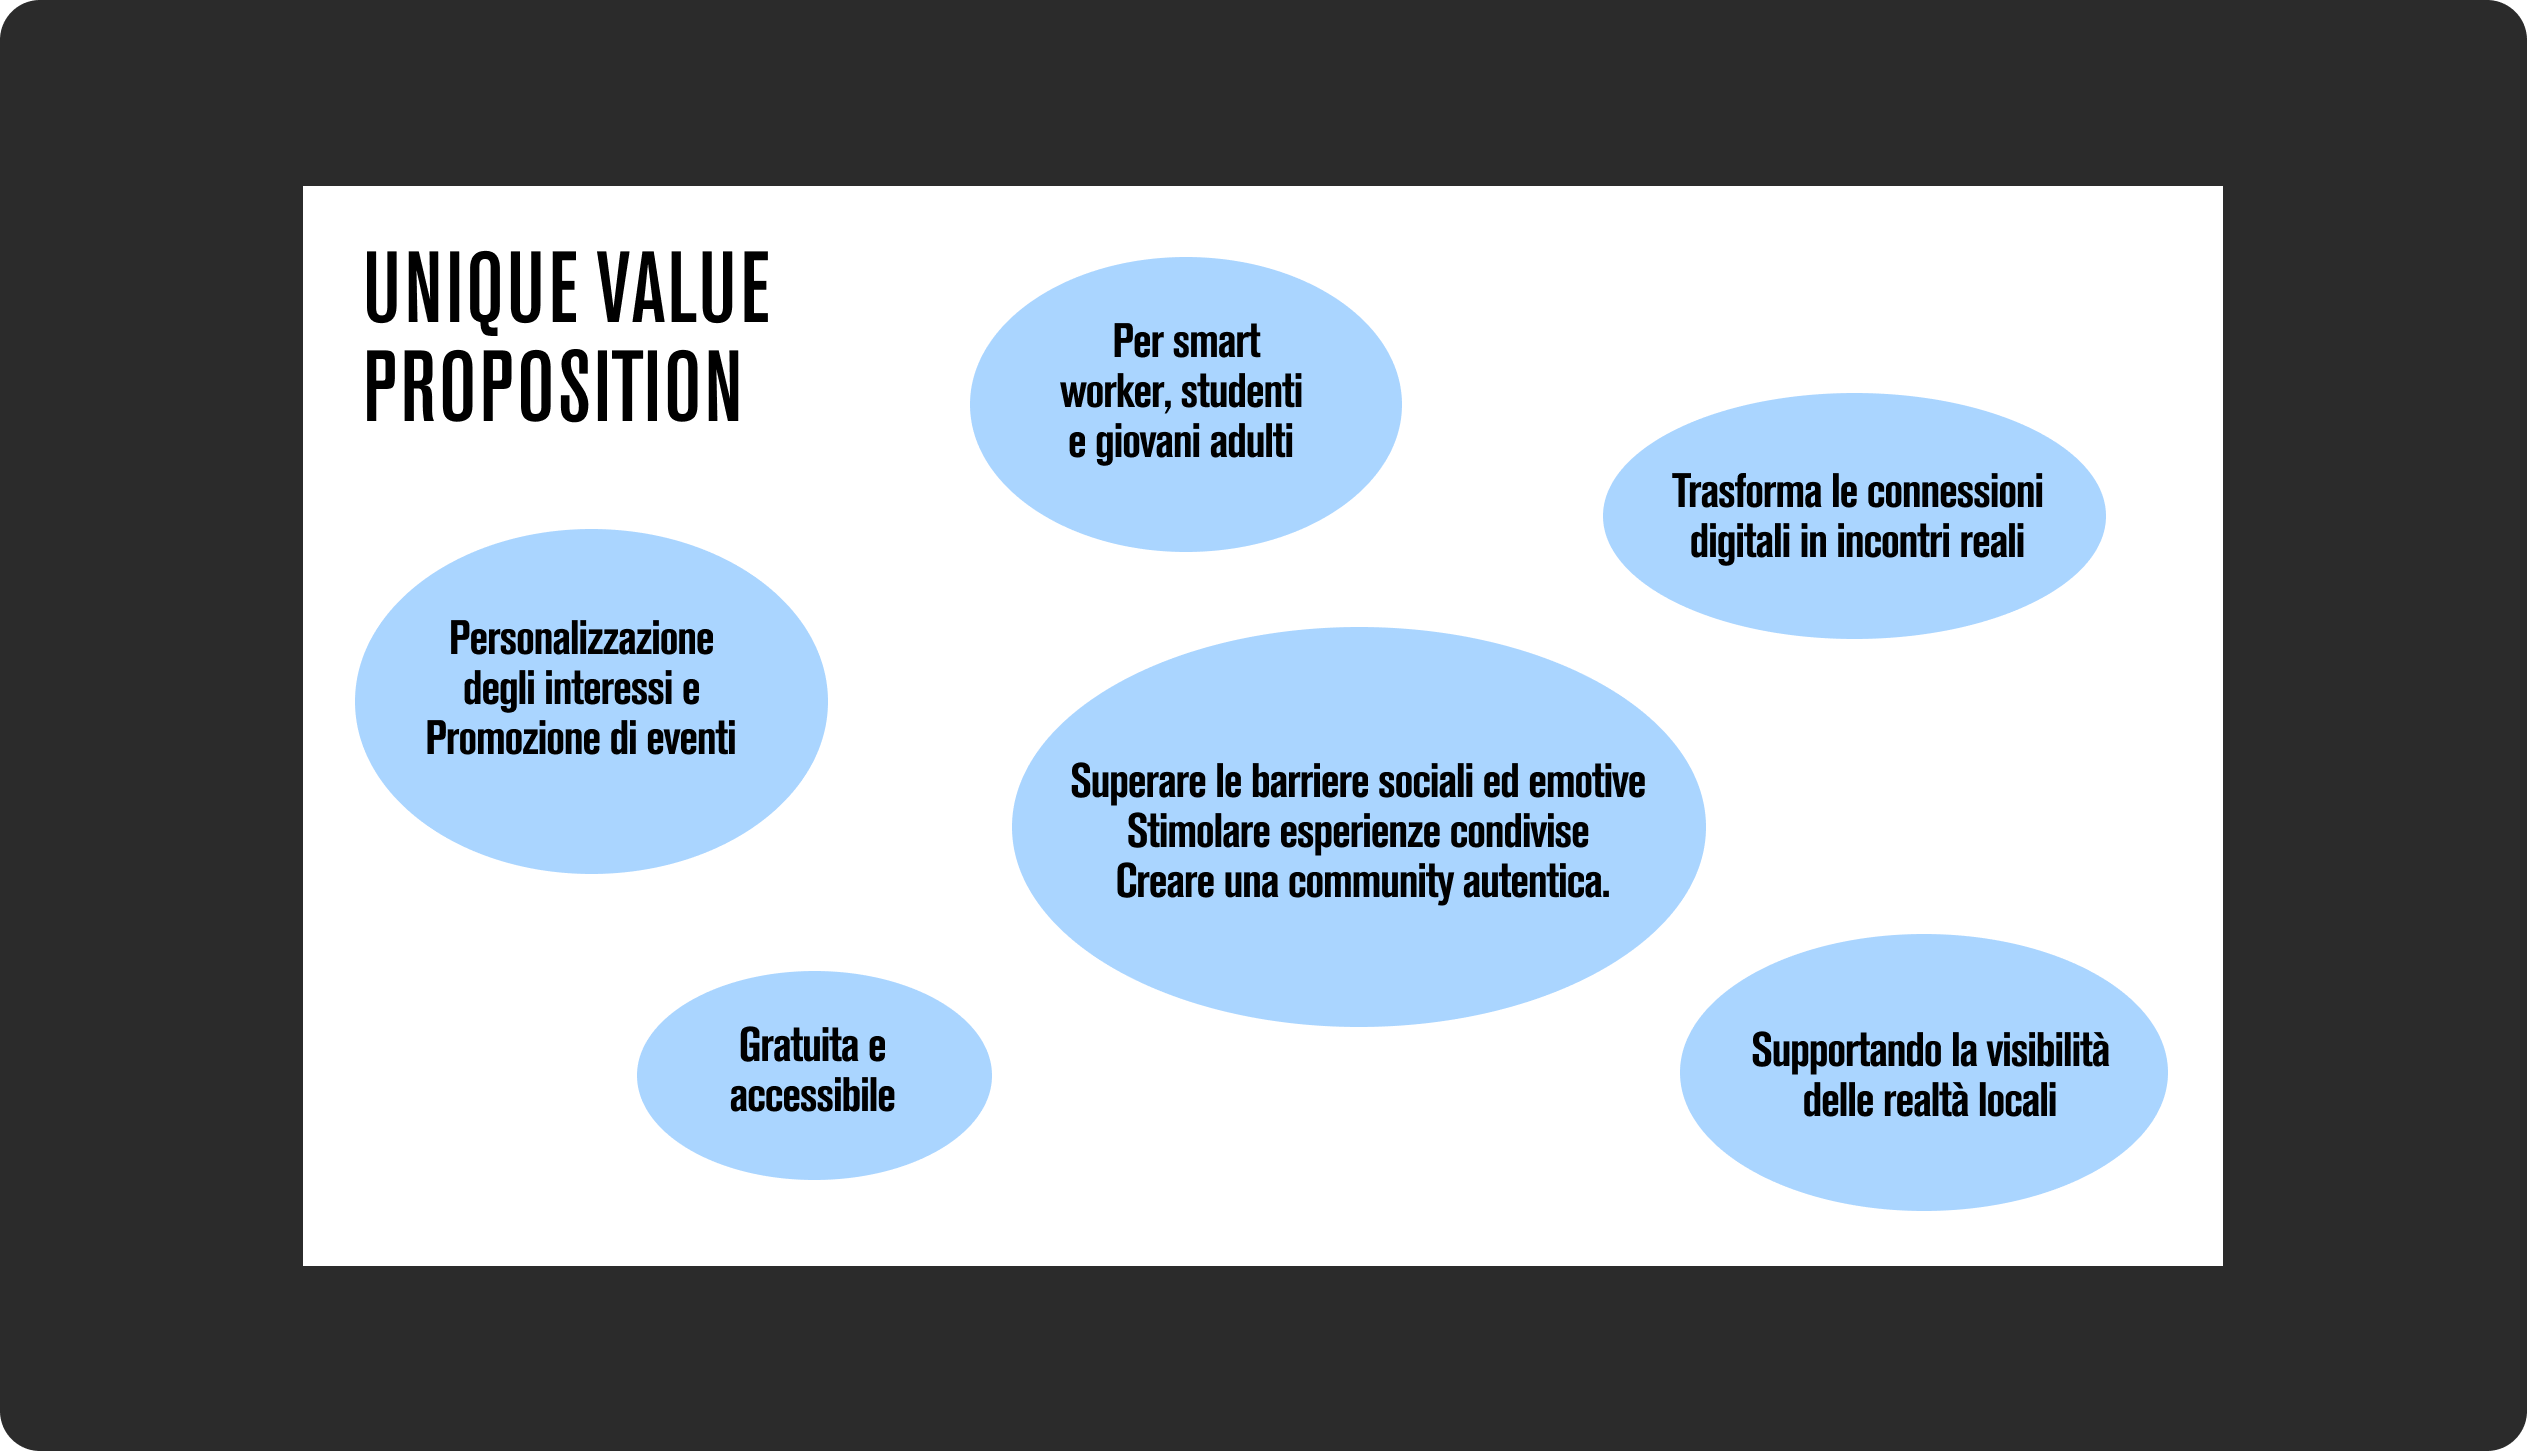 UNIQUE VALUE
PROPOSITION
Per smart
worker, studenti
e giovani adulti
Trasforma le connessioni
digitali in incontri reali
Personalizzazione
degli interessi e
Promozione di eventi
Superare le barriere sociali ed emotive
Stimolare esperienze condivise
Creare una community autentica.
Gratuita e
accessibile
Supportando la visibilità
delle realtà locali